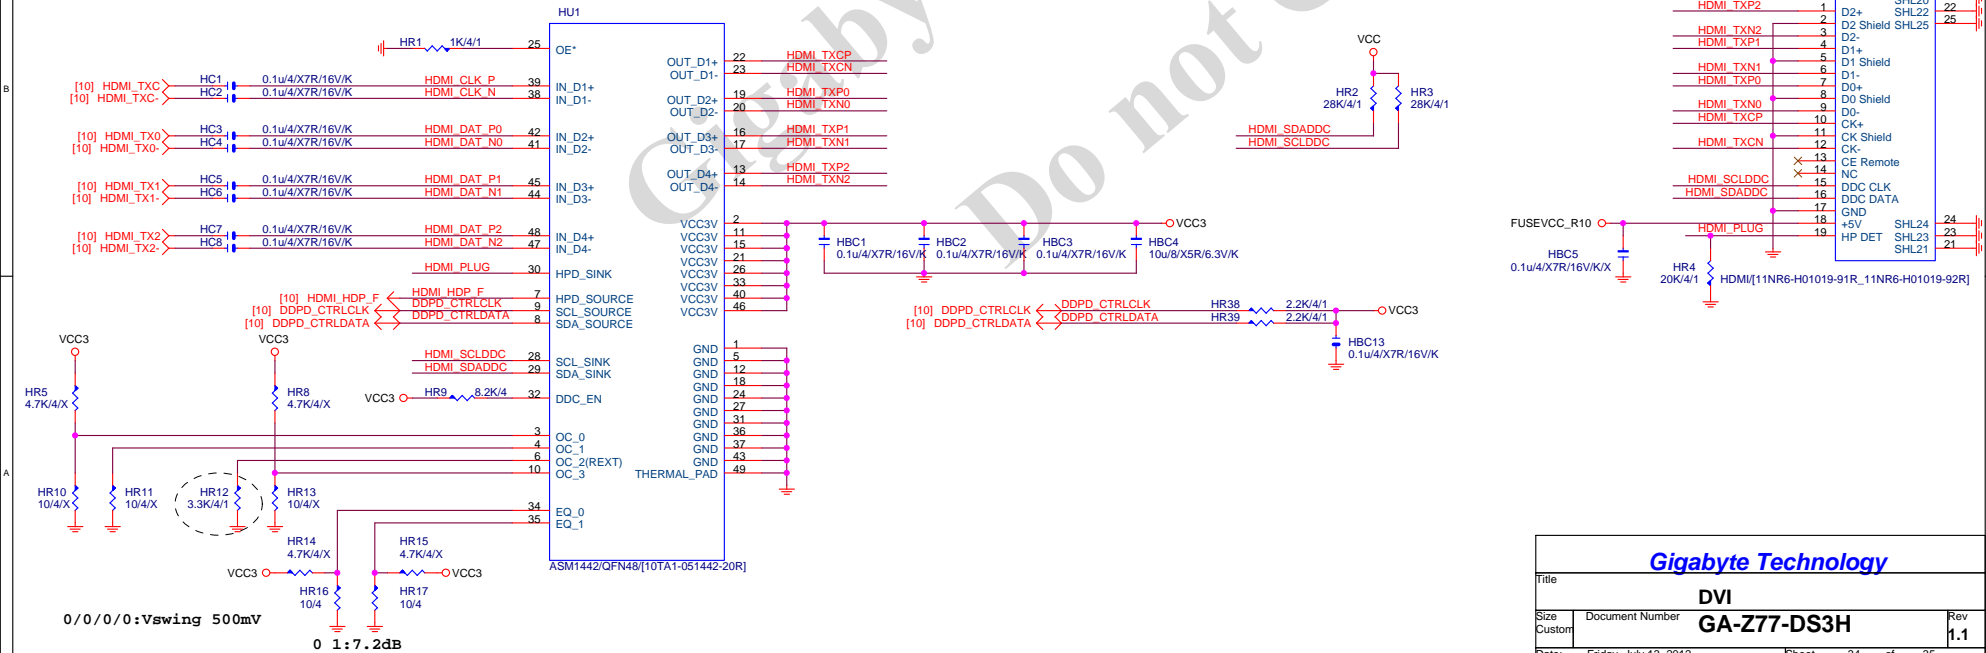 HU1
HR1 1K/4/1 25 OE*
B
[10] HDMI_TXC HC1 0.1u/4/X7R/16V/K HDMI_CLK_P 39 IN_D1+
[10] HDMI_TXC- HC2 0.1u/4/X7R/16V/K HDMI_CLK_N 38 IN_D1-
[10] HDMI_TX0 HC3 0.1u/4/X7R/16V/K HDMI_DAT_P0 42 IN_D2+
[10] HDMI_TX0- HC4 0.1u/4/X7R/16V/K HDMI_DAT_N0 41 IN_D2-
[10] HDMI_TX1 HC5 0.1u/4/X7R/16V/K HDMI_DAT_P1 45 IN_D3+
[10] HDMI_TX1- HC6 0.1u/4/X7R/16V/K HDMI_DAT_N1 44 IN_D3-
[10] HDMI_TX2 HC7 0.1u/4/X7R/16V/K HDMI_DAT_P2 48 IN_D4+
[10] HDMI_TX2- HC8 0.1u/4/X7R/16V/K HDMI_DAT_N2 47 IN_D4-
HDMI_PLUG 30 HPD_SINK
[10] HDMI_HDP_F HDMI_HDP_F 7 HPD_SOURCE
[10] DDPD_CTRLCLK DDPD_CTRLCLK 9 SCL_SOURCE
[10] DDPD_CTRLDATA DDPD_CTRLDATA 8 SDA_SOURCE
HDMI_SCLDDC 28 SCL_SINK
HDMI_SDADDC 29 SDA_SINK
VCC3 HR9 8.2K/4 32 DDC_EN
3 OC_0
4 OC_1
6 OC_2(REXT)
10 OC_3
34 EQ_0
35 EQ_1
VCC3
HR5
4.7K/4/X
VCC3
HR8
4.7K/4/X
A
HR10
10/4/X
HR11
10/4/X
HR12
3.3K/4/1
HR13
10/4/X
HR14
4.7K/4/X
VCC3
HR15
4.7K/4/X
VCC3
HR16
10/4
HR17
10/4
0/0/0/0:Vswing 500mV
0 1:7.2dB
OUT_D1+ 22 HDMI_TXCP
OUT_D1- 23 HDMI_TXCN
OUT_D2+ 19 HDMI_TXP0
OUT_D2- 20 HDMI_TXN0
OUT_D3+ 16 HDMI_TXP1
OUT_D3- 17 HDMI_TXN1
OUT_D4+ 13 HDMI_TXP2
OUT_D4- 14 HDMI_TXN2
VCC3V 2
VCC3V 11
VCC3V 15
VCC3V 21
VCC3V 26
VCC3V 33
VCC3V 40
VCC3V 46
GND 1
GND 5
GND 12
GND 18
GND 24
GND 27
GND 31
GND 36
GND 37
GND 43
THERMAL_PAD 49
ASM1442/QFN48/[10TA1-051442-20R]
VCC3
HBC1
0.1u/4/X7R/16V/K
HBC2
0.1u/4/X7R/16V/K
HBC3
0.1u/4/X7R/16V/K
HBC4
10u/8/X5R/6.3V/K
[10] DDPD_CTRLCLK DDPD_CTRLCLK HR38 2.2K/4/1 VCC3
[10] DDPD_CTRLDATA DDPD_CTRLDATA HR39 2.2K/4/1
HBC13
0.1u/4/X7R/16V/K
VCC
HR2
28K/4/1
HR3
28K/4/1
HDMI_SDADDC
HDMI_SCLDDC
Gigaby
Do not
SHL20
HDMI_TXP2 1 D2+ SHL22 22
2 D2 Shield SHL25 25
HDMI_TXN2 3 D2-
HDMI_TXP1 4 D1+
5 D1 Shield
HDMI_TXN1 6 D1-
HDMI_TXP0 7 D0+
8 D0 Shield
HDMI_TXN0 9 D0-
HDMI_TXCP 10 CK+
11 CK Shield
HDMI_TXCN 12 CK-
13 CE Remote
14 NC
HDMI_SCLDDC 15 DDC CLK
HDMI_SDADDC 16 DDC DATA
17 GND
FUSEVCC_R10 18 +5V SHL24 24
HDMI_PLUG 19 HP DET SHL23 23
SHL21 21
HBC5
0.1u/4/X7R/16V/K/X
HR4
20K/4/1
HDMI/[11NR6-H01019-91R_11NR6-H01019-92R]
Gigabyte Technology
Title
DVI
Size
Custom
Document Number
GA-Z77-DS3H
Rev
1.1
Date: Friday, July 13, 2012 Sheet 34 of 35